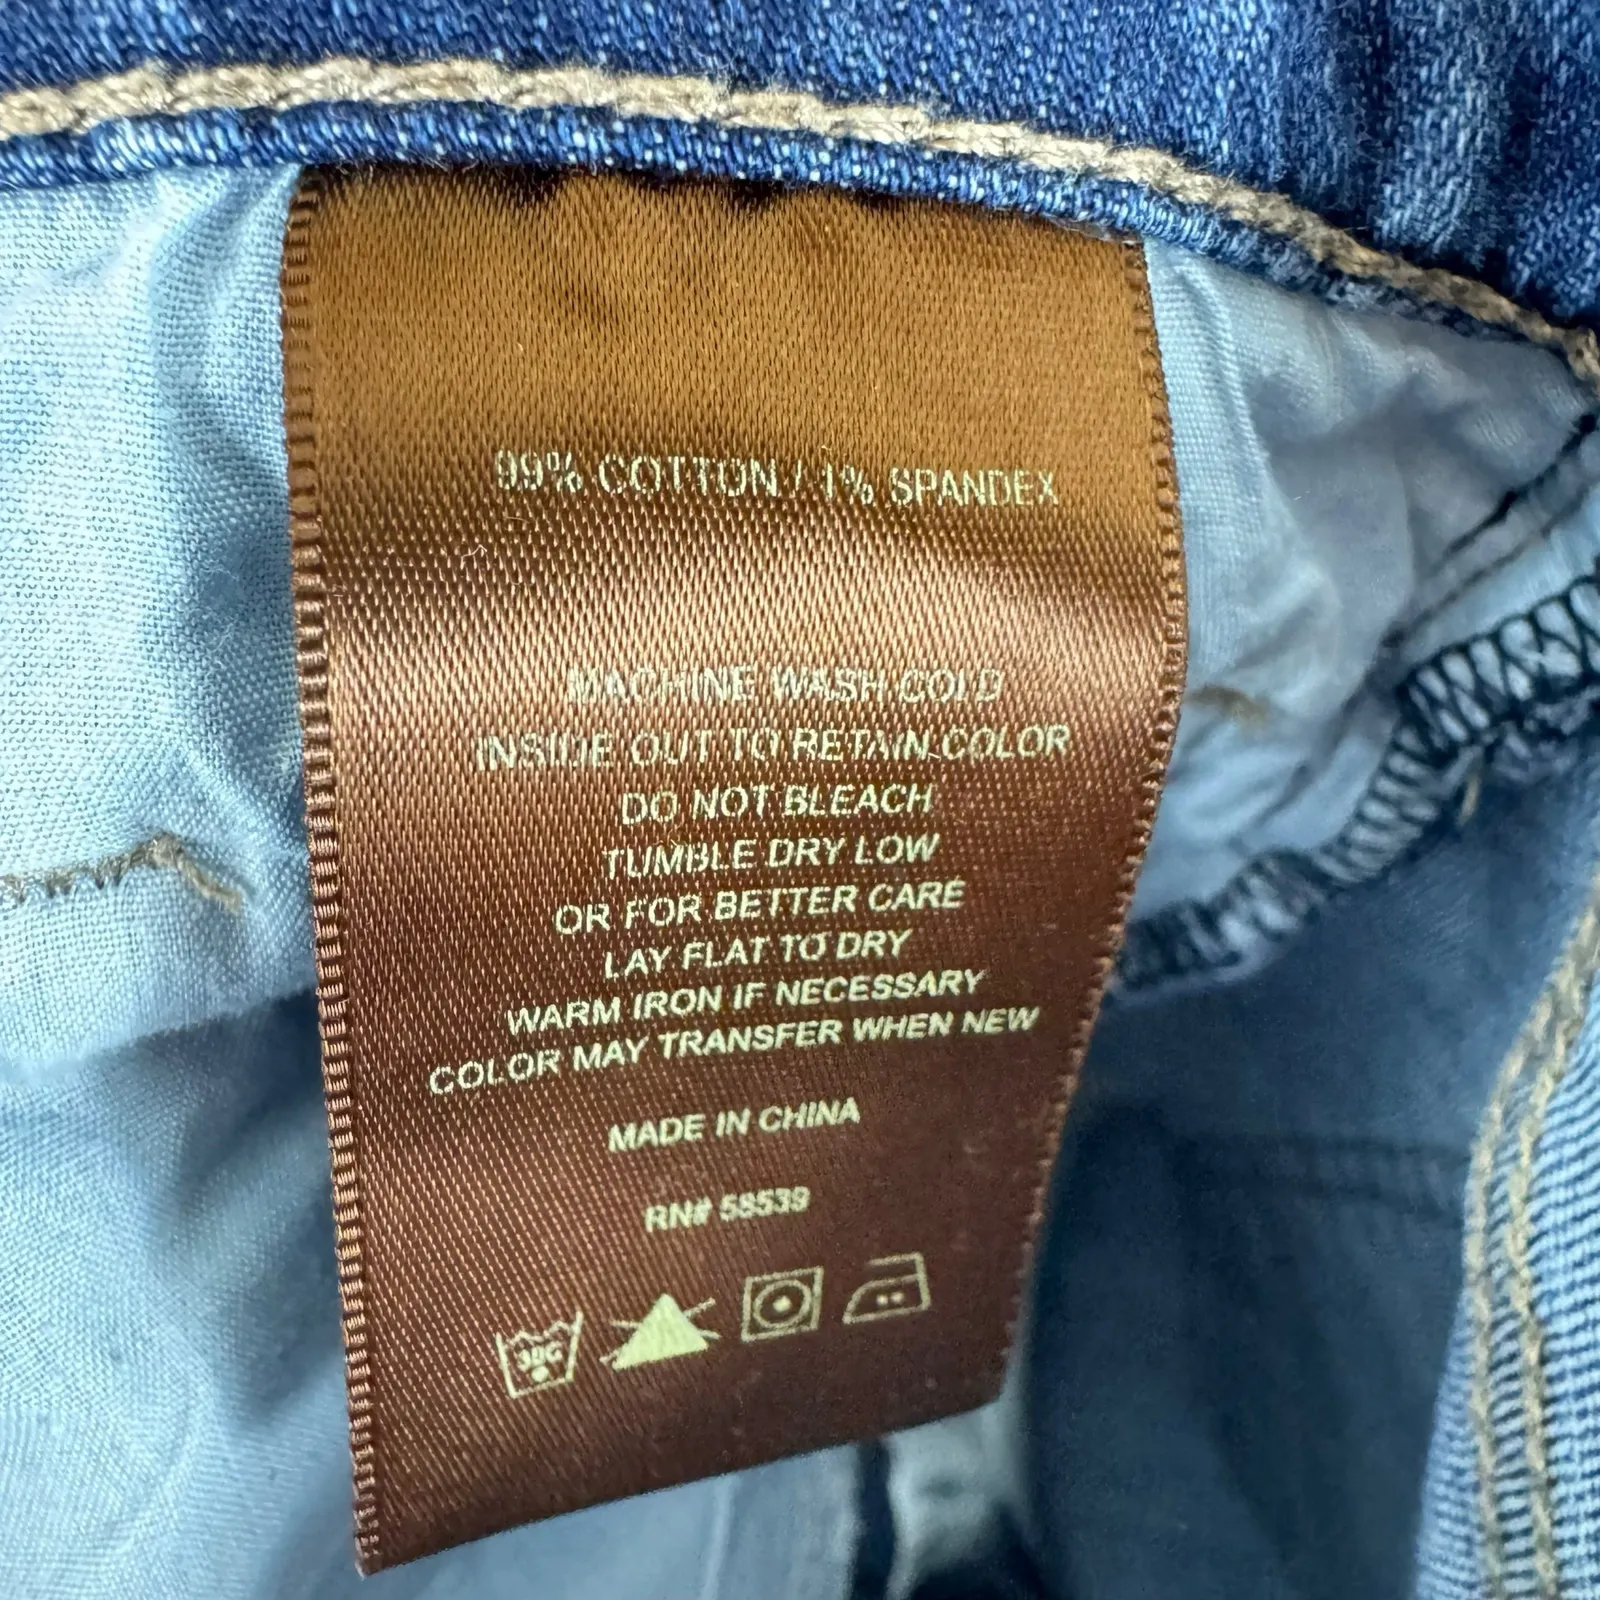 99% COTTON / 1% SPANDEX
MACHINE WASH COLD
INSIDE OUT TO RETAIN COLOR
DO NOT BLEACH
TUMBLE DRY LOW
OR FOR BETTER CARE
LAY FLAT TO DRY
WARM IRON IF NECESSARY
COLOR MAY TRANSFER WHEN NEW
MADE IN CHINA
RN# 58539